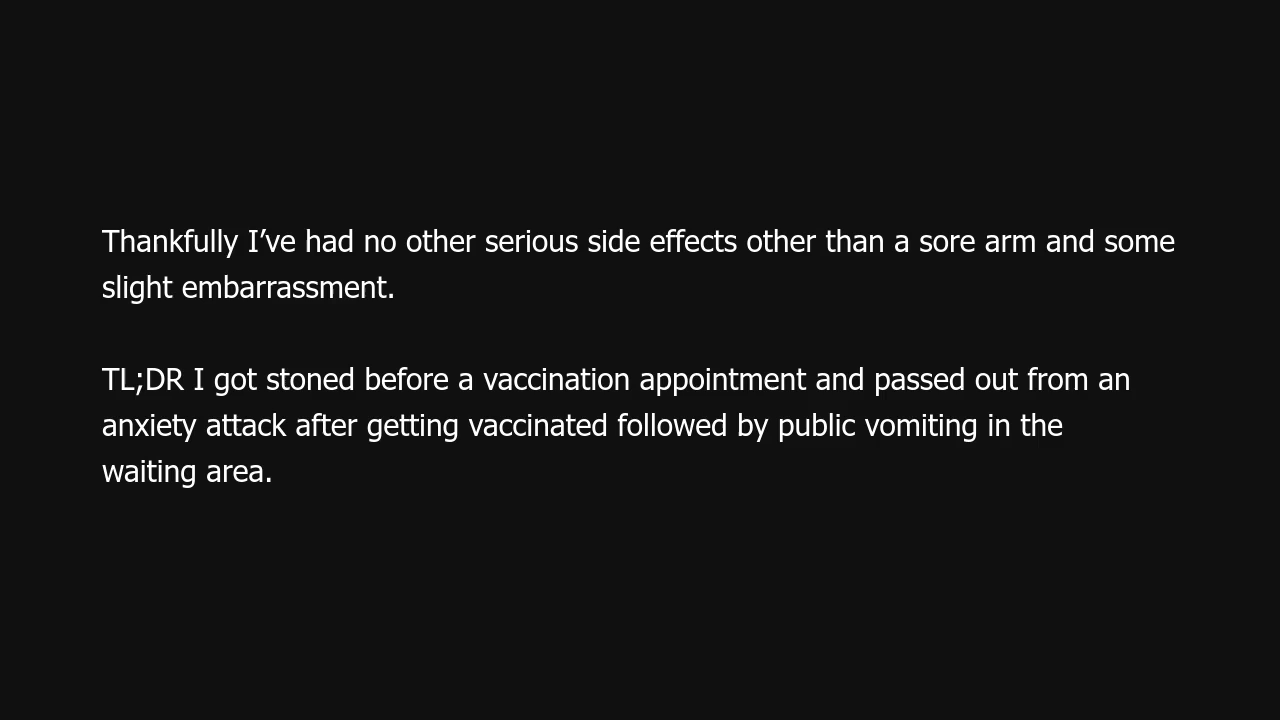 Thankfully I’ve had no other serious side effects other than a sore arm and some
slight embarrassment.
TL;DR I got stoned before a vaccination appointment and passed out from an
anxiety attack after getting vaccinated followed by public vomiting in the
waiting area.